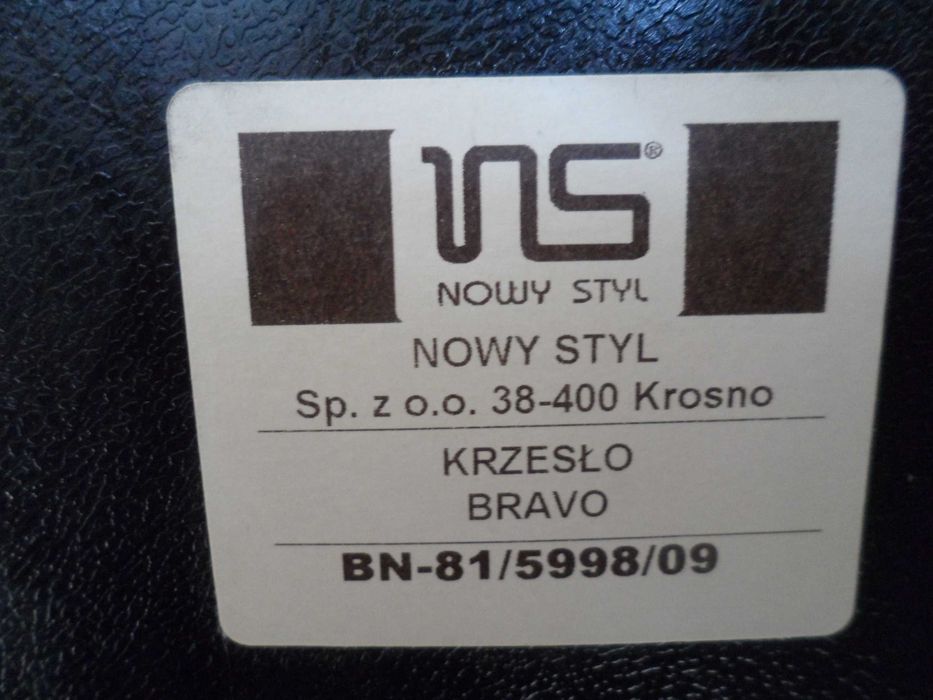 NS®
NOWY STYL
NOWY STYL
Sp. z o.o. 38-400 Krosno
KRZESŁO
BRAVO
BN-81/5998/09